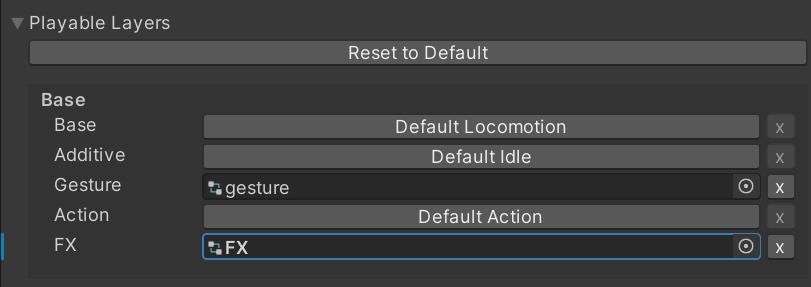 Playable Layers
Reset to Default
Base
Base Default Locomotion x
Additive Default Idle x
Gesture gesture x
Action Default Action x
FX FX x